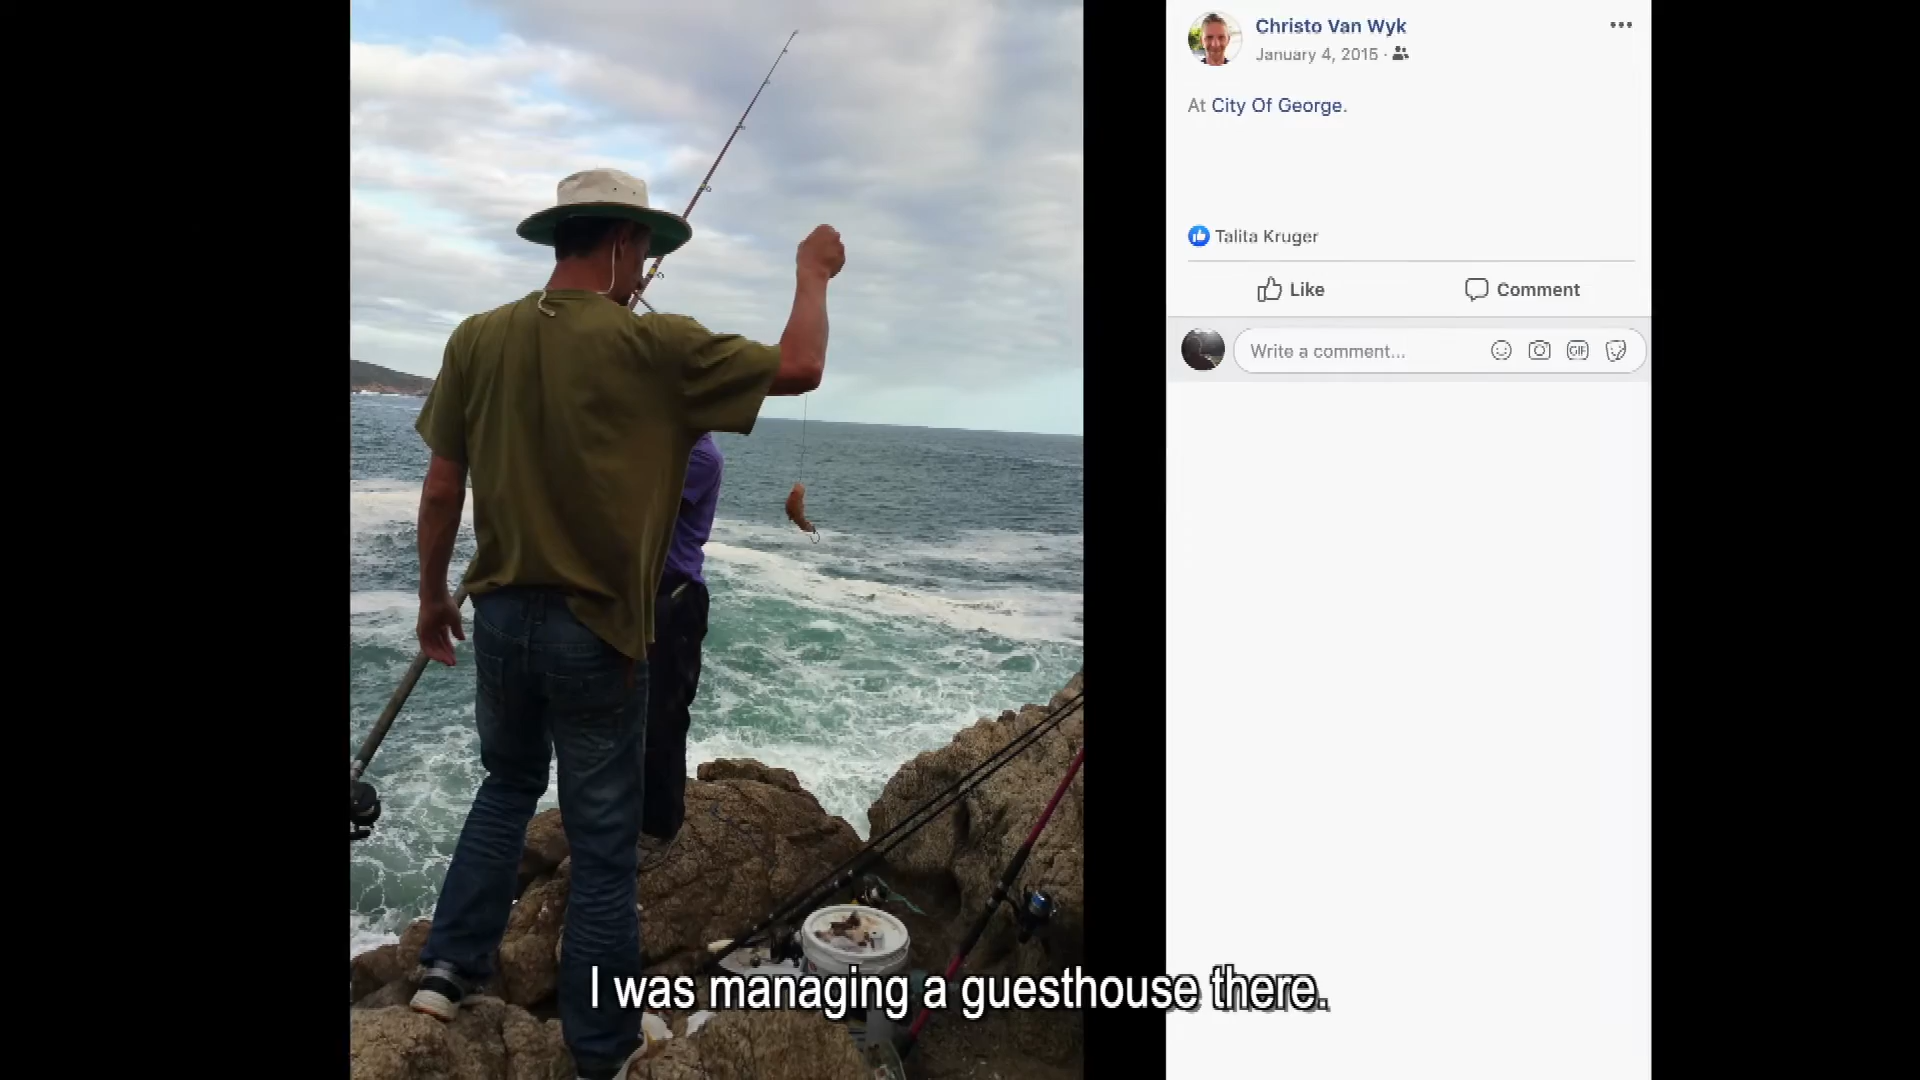 Christo Van Wyk
January 4, 2015 ·
At City Of George.
Talita Kruger
Like
Comment
Write a comment...
GIF
I was managing a guesthouse there.